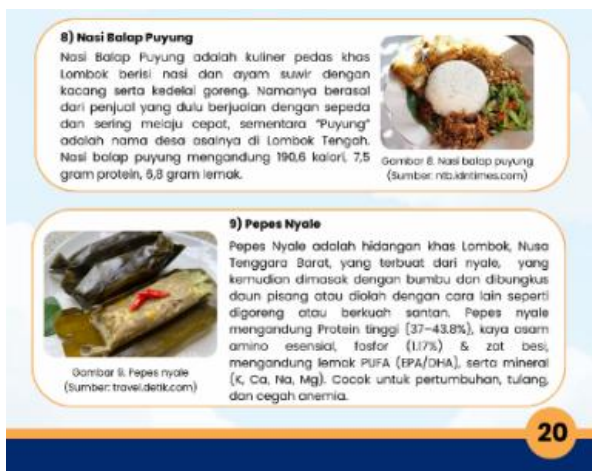 8) Nasi Balap Puyung
Nasi Balap Puyung adalah kuliner pedas khas
Lombok berisi nasi dan ayam suwir dengan
kacang serta kedelai goreng. Namanya berasal
dari penjual yang dulu berjualan dengan sepeda
dan sering melaju cepat, sementara "Puyung"
adalah nama desa asalnya di Lombok Tengah.
Nasi balap puyung mengandung 190,6 kalori, 7,5
gram protein, 6,8 gram lemak.
Gambar 8. Nasi balap puyung
(Sumber: ntb.idntimes.com)
9) Pepes Nyale
Pepes Nyale adalah hidangan khas Lombok, Nusa
Tenggara Barat, yang terbuat dari nyale, yang
kemudian dimasak dengan bumbu dan dibungkus
daun pisang atau diolah dengan cara lain seperti
digoreng atau berkuah santan. Pepes nyale
mengandung Protein tinggi (37–43.8%), kaya asam
amino esensial, fosfor (1.17%) & zat besi,
mengandung lemak PUFA (EPA/DHA), serta mineral
(K, Ca, Na, Mg). Cocok untuk pertumbuhan, tulang,
dan cegah anemia.
Gambar 9. Pepes nyale
(Sumber: travel.detik.com)
20